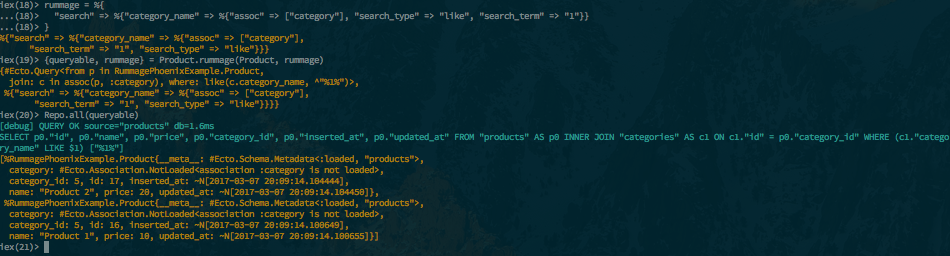 iex(18)> rummage = %{
...(18)>   "search" => %{"category_name" => %{"assoc" => ["category"], "search_type" => "like", "search_term" => "1"}}
...(18)> }
%{"search" => %{"category_name" => %{"assoc" => ["category"],
      "search_term" => "1", "search_type" => "like"}}}
iex(19)> {queryable, rummage} = Product.rummage(Product, rummage)
{#Ecto.Query<from p in RummagePhoenixExample.Product,
  join: c in assoc(p, :category), where: like(c.category_name, ^"%1%")>,
 %{"search" => %{"category_name" => %{"assoc" => ["category"],
       "search_term" => "1", "search_type" => "like"}}}}
iex(20)> Repo.all(queryable)
[debug] QUERY OK source="products" db=1.6ms
SELECT p0."id", p0."name", p0."price", p0."category_id", p0."inserted_at", p0."updated_at" FROM "products" AS p0 INNER JOIN "categories" AS c1 ON c1."id" = p0."category_id" WHERE (c1."catego
ry_name" LIKE $1) ["%1%"]
[%RummagePhoenixExample.Product{__meta__: #Ecto.Schema.Metadata<:loaded, "products">,
  category: #Ecto.Association.NotLoaded<association :category is not loaded>,
  category_id: 5, id: 17, inserted_at: ~N[2017-03-07 20:09:14.104444],
  name: "Product 2", price: 20, updated_at: ~N[2017-03-07 20:09:14.104450]},
 %RummagePhoenixExample.Product{__meta__: #Ecto.Schema.Metadata<:loaded, "products">,
  category: #Ecto.Association.NotLoaded<association :category is not loaded>,
  category_id: 5, id: 16, inserted_at: ~N[2017-03-07 20:09:14.100649],
  name: "Product 1", price: 10, updated_at: ~N[2017-03-07 20:09:14.100655]}]
iex(21)>